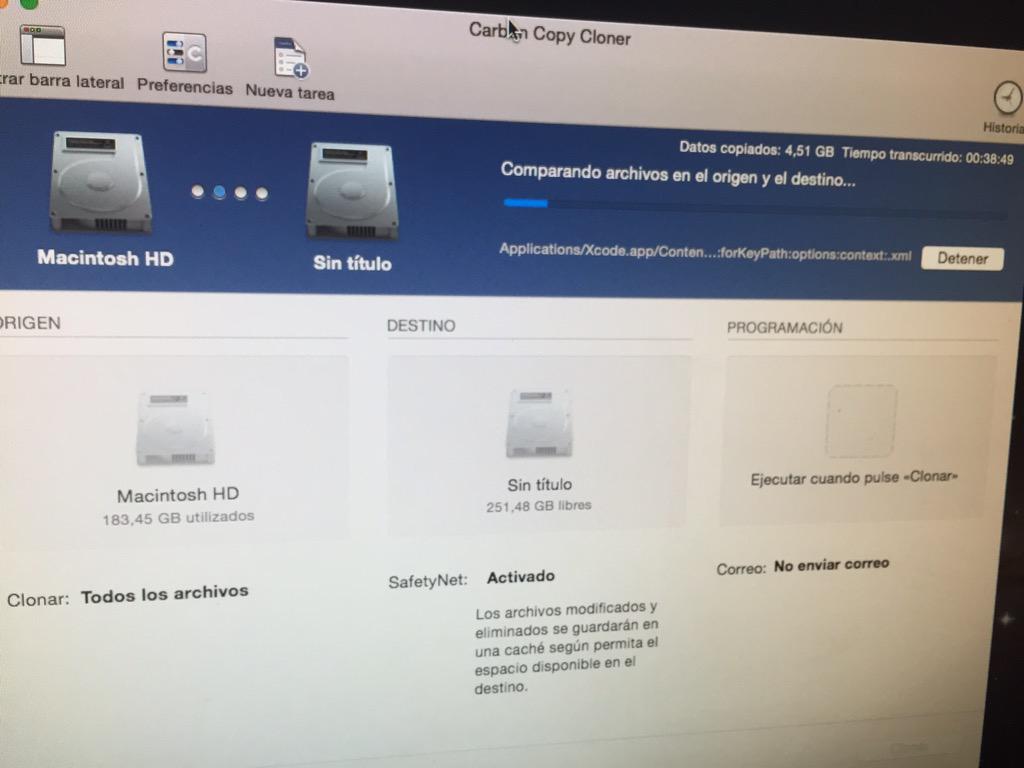 Carbon Copy Cloner
trar barra lateral Preferencias Nueva tarea
Historia
Datos copiados: 4,51 GB Tiempo transcurrido: 00:38:49
Comparando archivos en el origen y el destino...
Applications/Xcode.app/Conten...:forKeyPath:options:context:.xml Detener
Macintosh HD Sin título
ORIGEN DESTINO PROGRAMACIÓN
Macintosh HD
183,45 GB utilizados
Sin título
251,48 GB libres
Ejecutar cuando pulse «Clonar»
Clonar: Todos los archivos
SafetyNet: Activado
Los archivos modificados y
eliminados se guardarán en
una caché según permita el
espacio disponible en el
destino.
Correo: No enviar correo